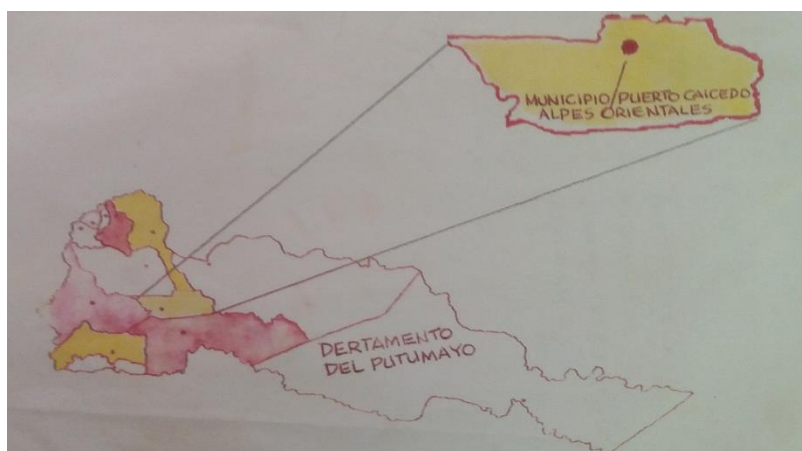 MUNICIPIO PUERTO CAICEDO
ALPES ORIENTALES
DERTAMENTO
DEL PUTUMAYO